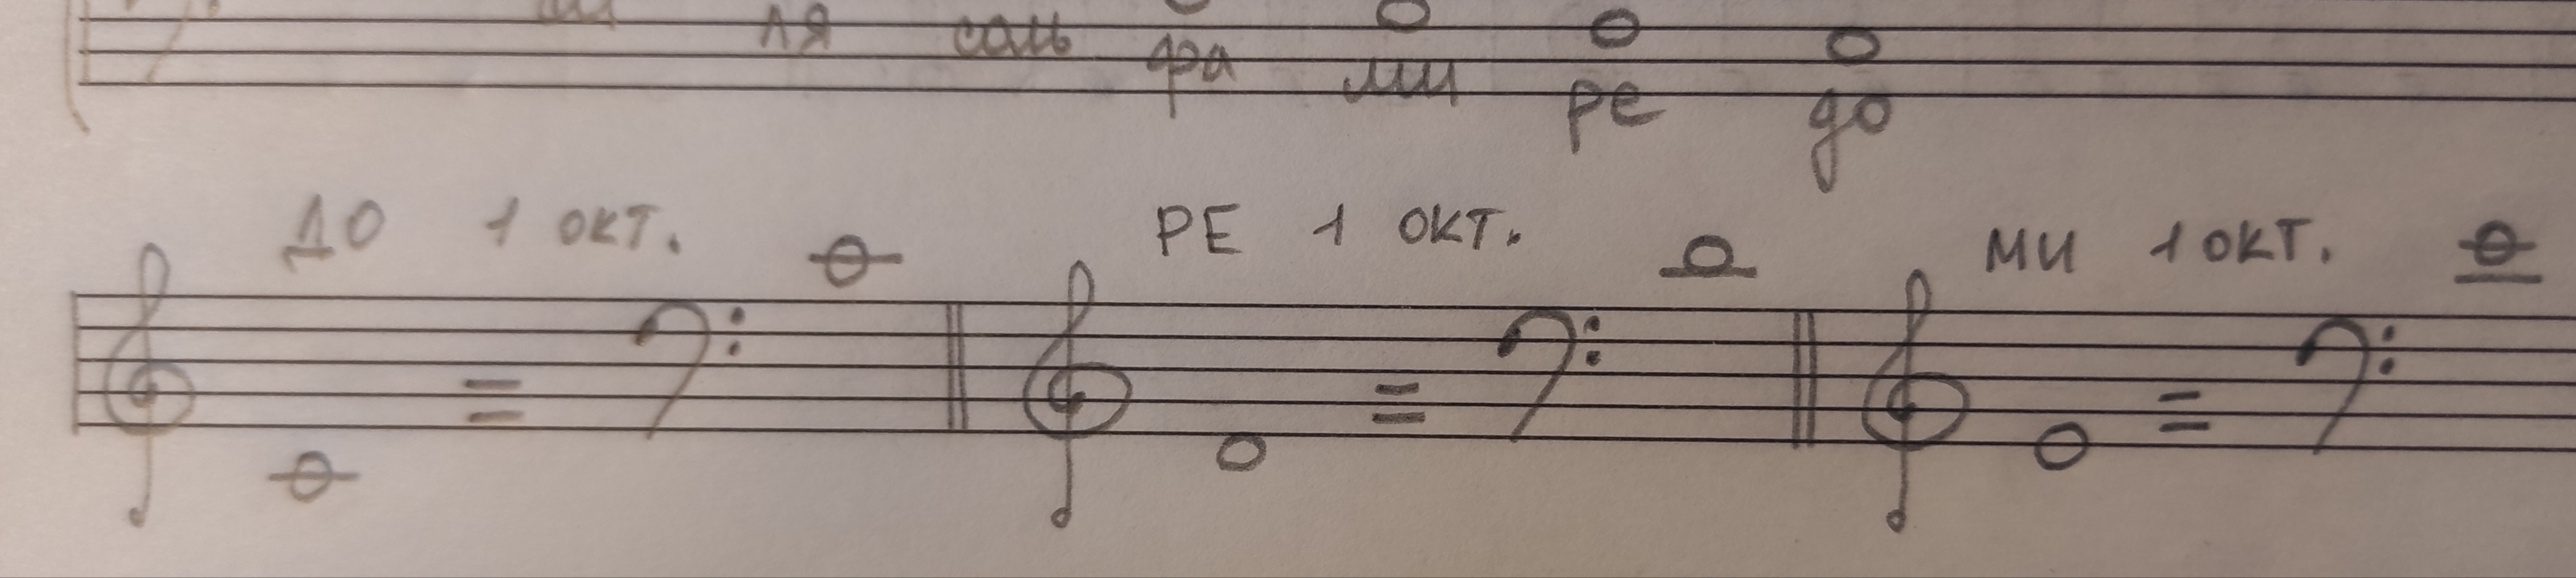 ля соль фа ми ре до
ДО 1 ОКТ. РЕ 1 ОКТ. МИ 1 ОКТ.
= = =